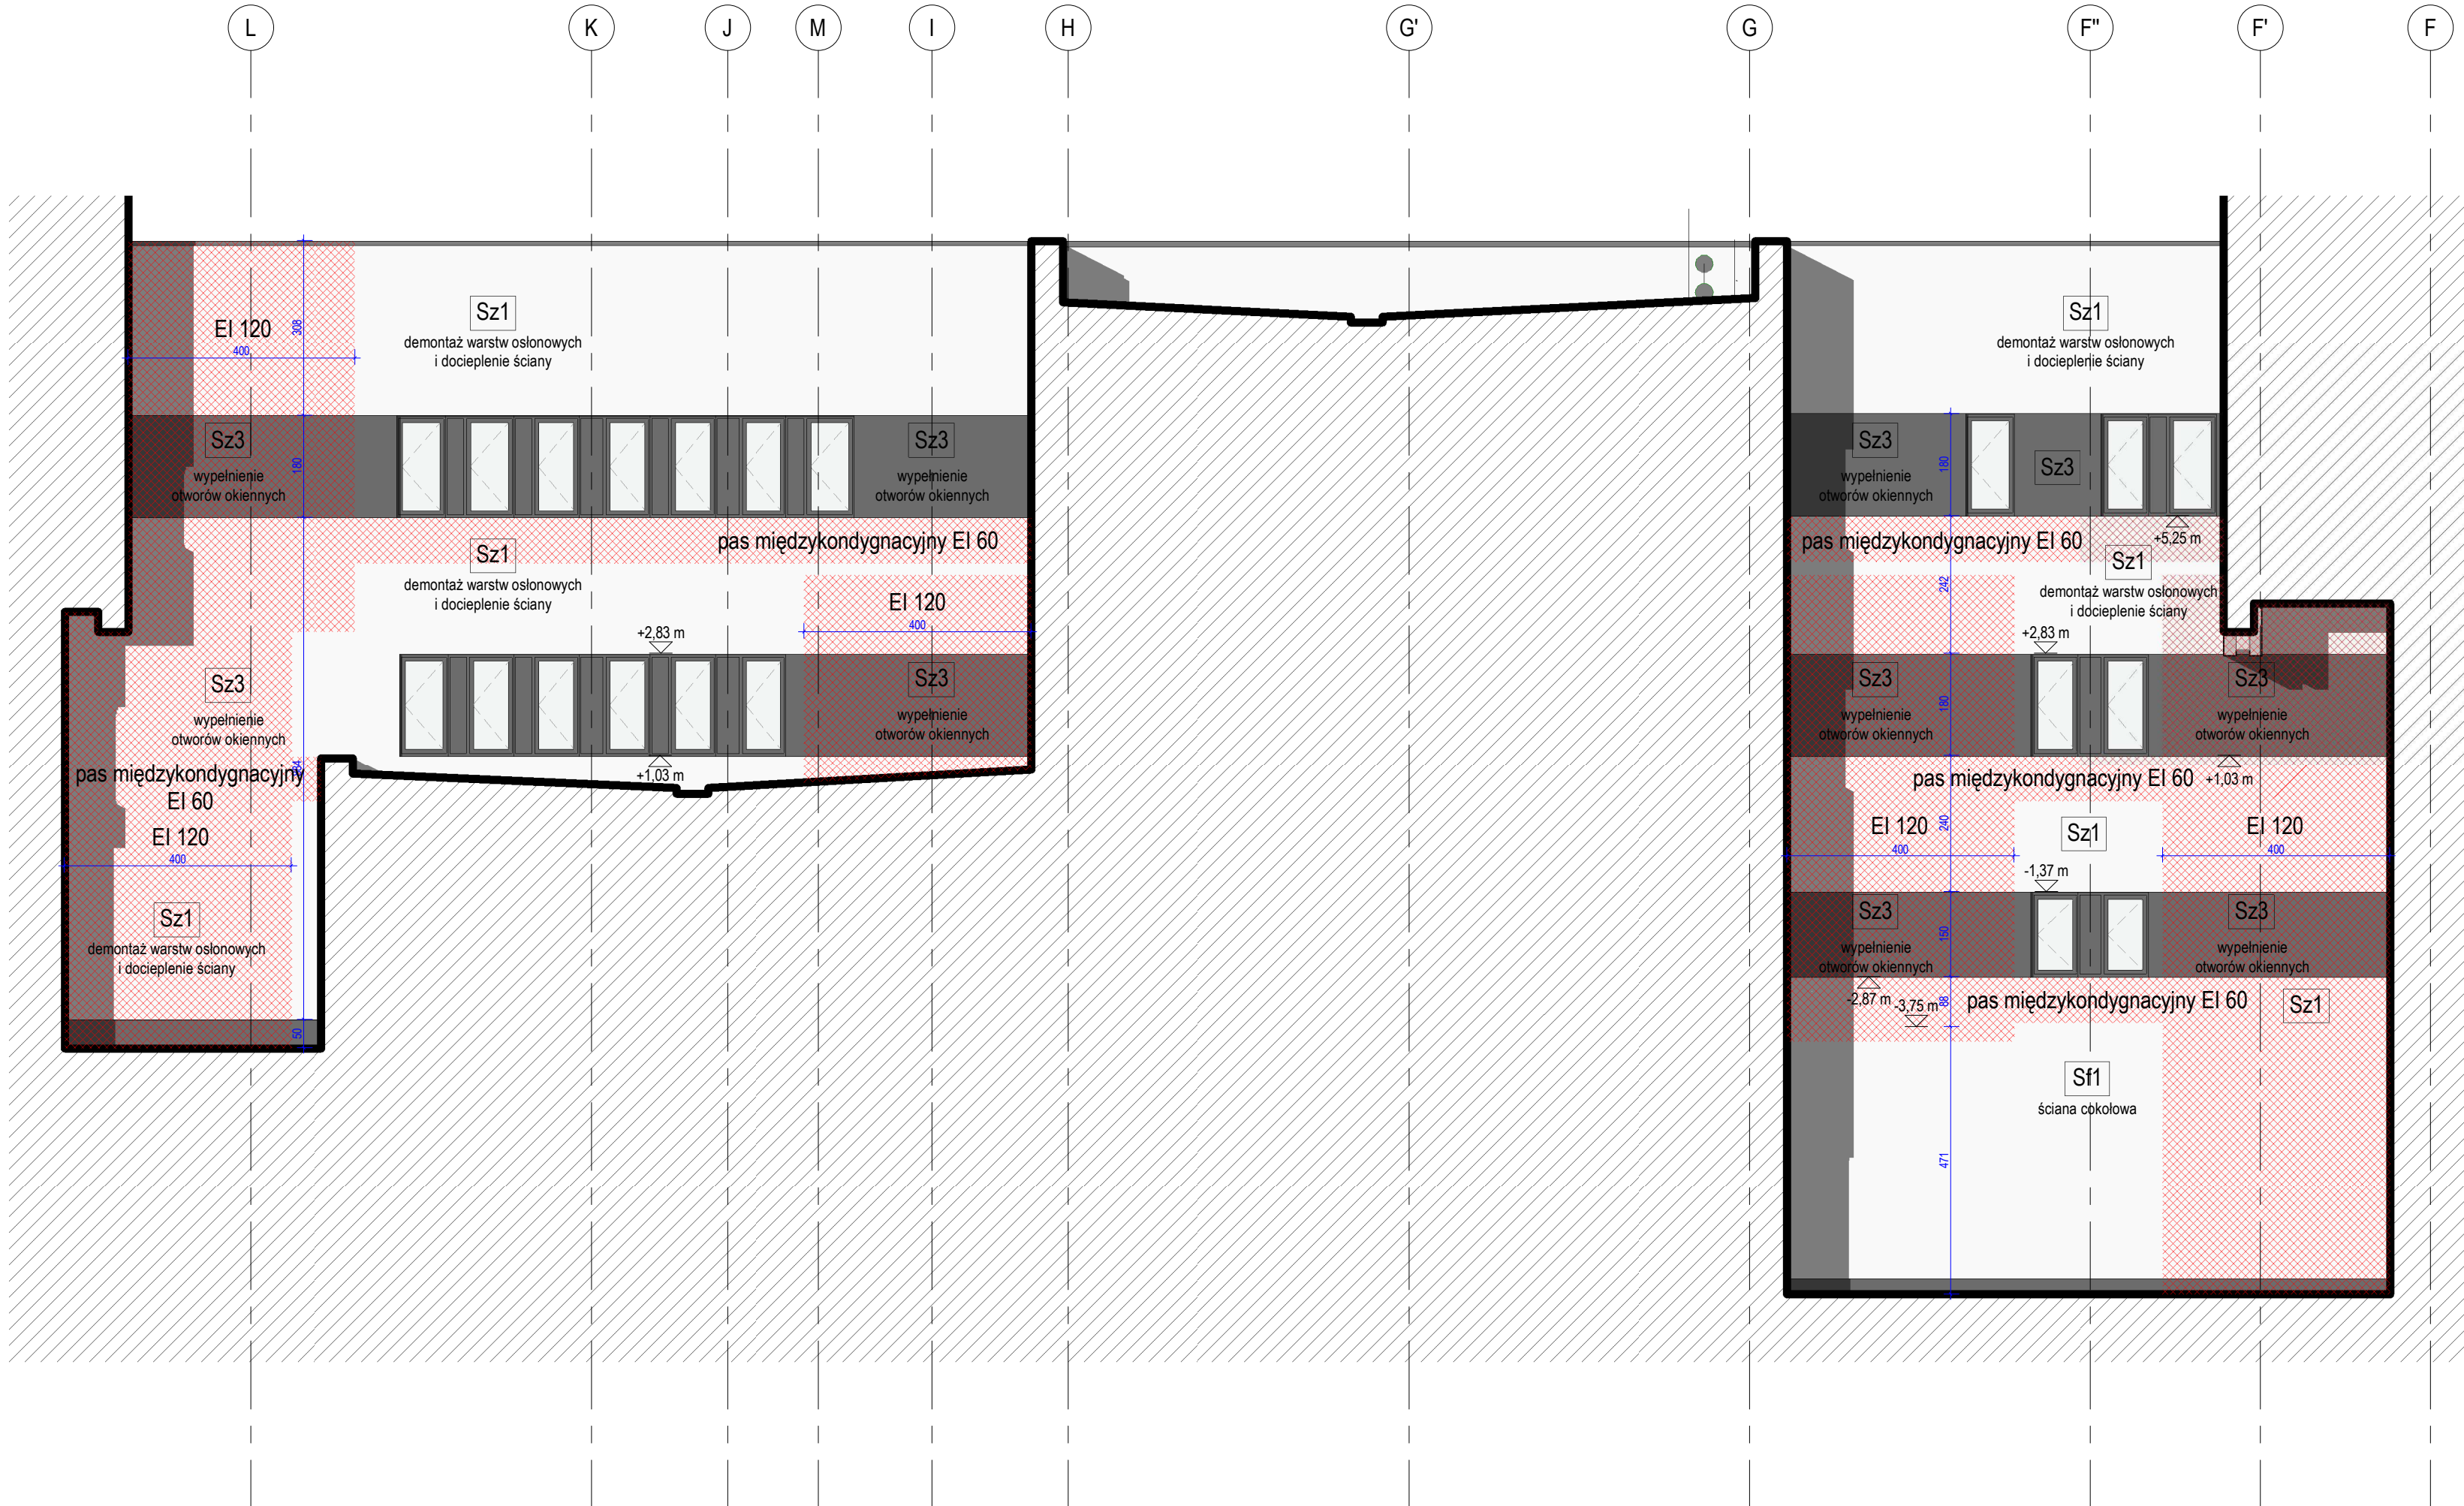 L K J M I H G' G F" F' F
Sz1
demontaż warstw osłonowych
i docieplenie ściany
EI 120
308
400
Sz3
wypełnienie
otworów okiennych
180
Sz3
wypełnienie
otworów okiennych
pas międzykondygnacyjny EI 60
Sz1
demontaż warstw osłonowych
i docieplenie ściany
EI 120
400
+2,83 m
Sz3
wypełnienie
otworów okiennych
Sz3
wypełnienie
otworów okiennych
+1,03 m
pas międzykondygnacyjny
EI 60
EI 120
400
Sz1
demontaż warstw osłonowych
i docieplenie ściany
50
Sz1
demontaż warstw osłonowych
i docieplenie ściany
Sz3
wypełnienie
otworów okiennych
180
Sz3
pas międzykondygnacyjny EI 60
+5,25 m
Sz1
demontaż warstw osłonowych
i docieplenie ściany
242
+2,83 m
Sz3
wypełnienie
otworów okiennych
180
Sz3
wypełnienie
otworów okiennych
pas międzykondygnacyjny EI 60
+1,03 m
EI 120
400
240
Sz1
EI 120
400
-1,37 m
Sz3
wypełnienie
otworów okiennych
150
Sz3
wypełnienie
otworów okiennych
-2,87 m
-3,75 m
88
pas międzykondygnacyjny EI 60
Sz1
Sf1
ściana cokołowa
471